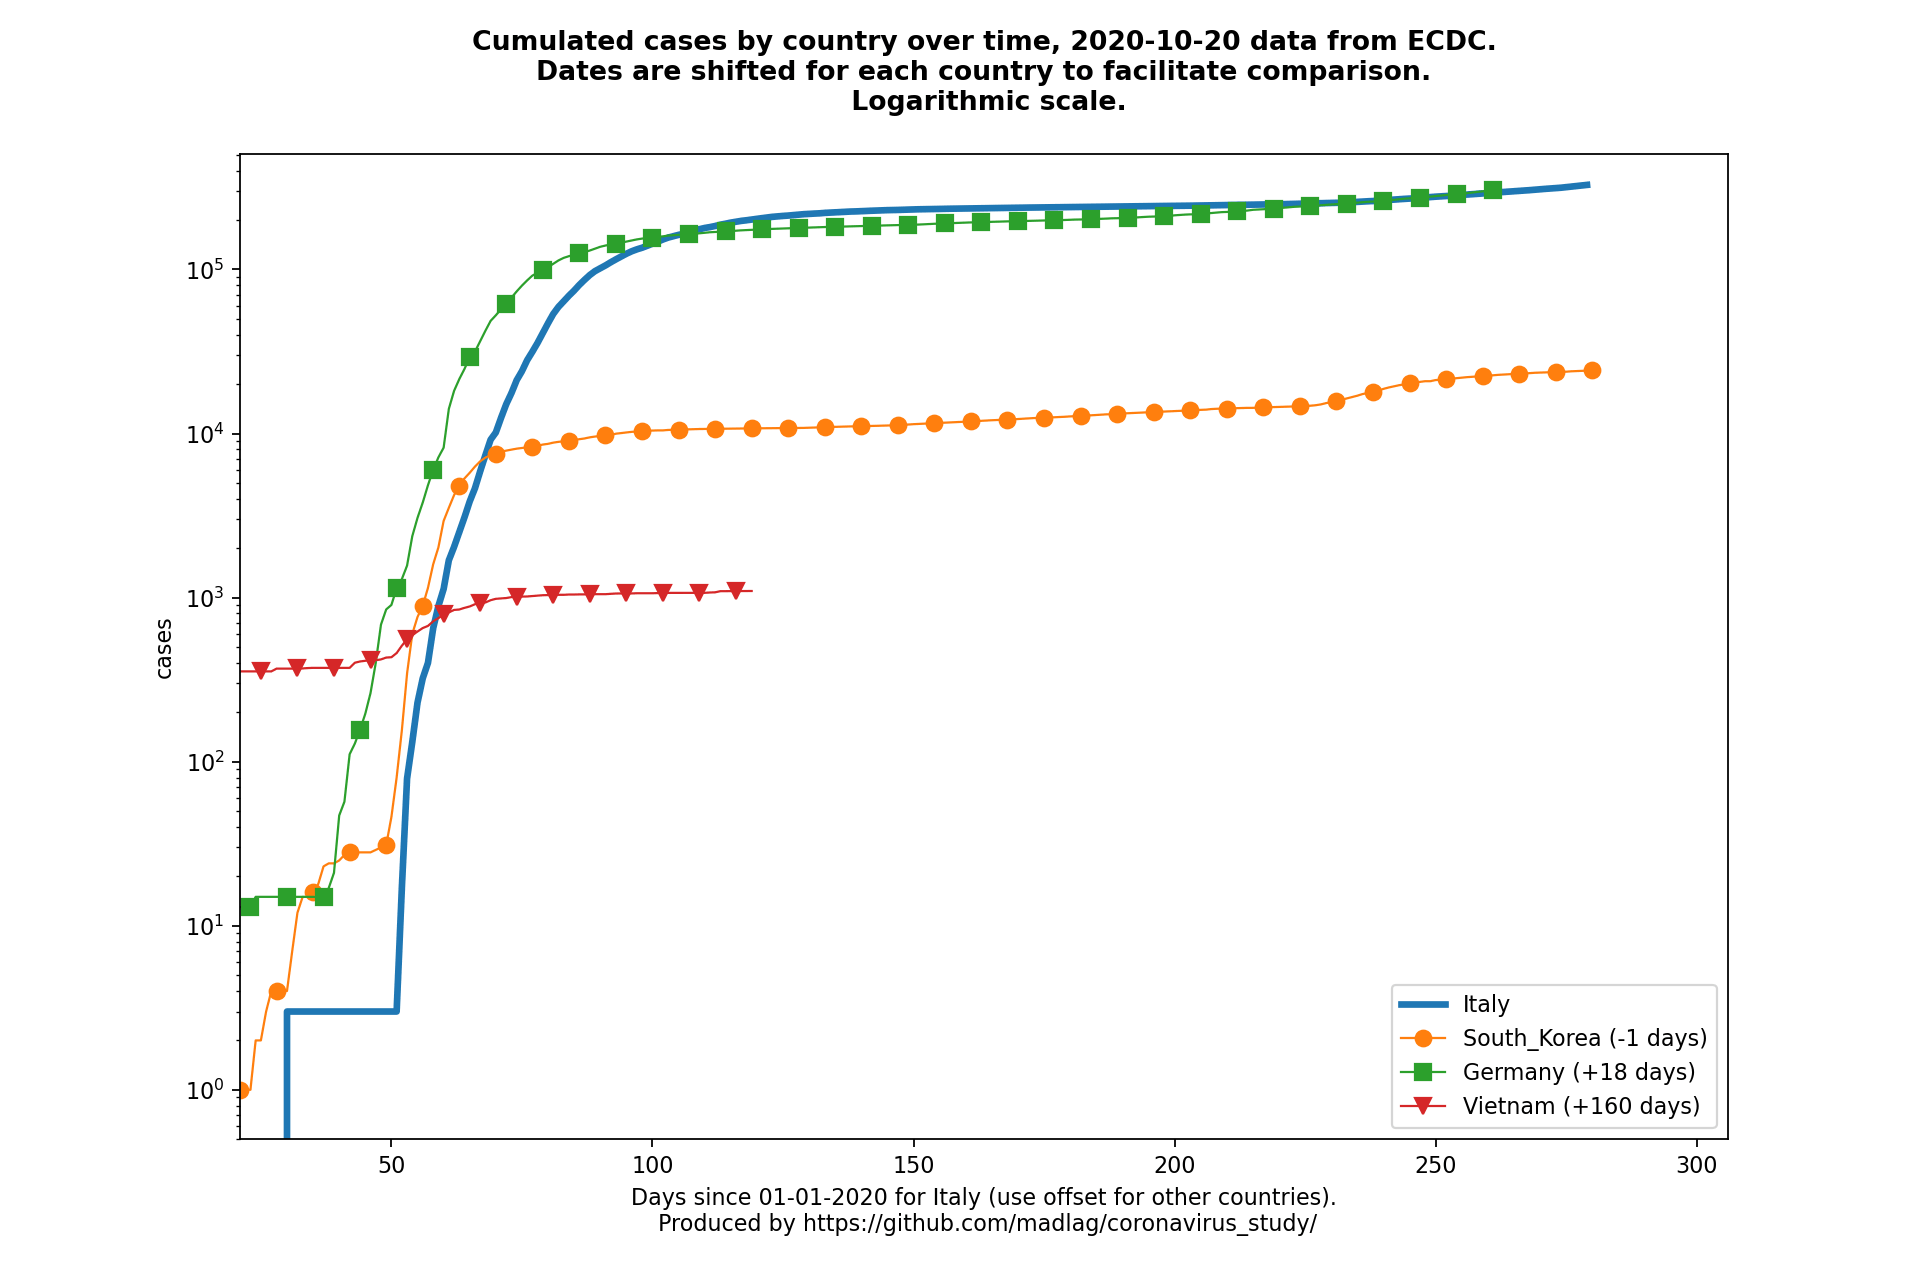 Cumulated cases by country over time, 2020-10-20 data from ECDC.
Dates are shifted for each country to facilitate comparison.
Logarithmic scale.
cases
10⁵
10⁴
10³
10²
10¹
10⁰
50 100 150 200 250 300
Italy
South_Korea (-1 days)
Germany (+18 days)
Vietnam (+160 days)
Days since 01-01-2020 for Italy (use offset for other countries).
Produced by https://github.com/madlag/coronavirus_study/